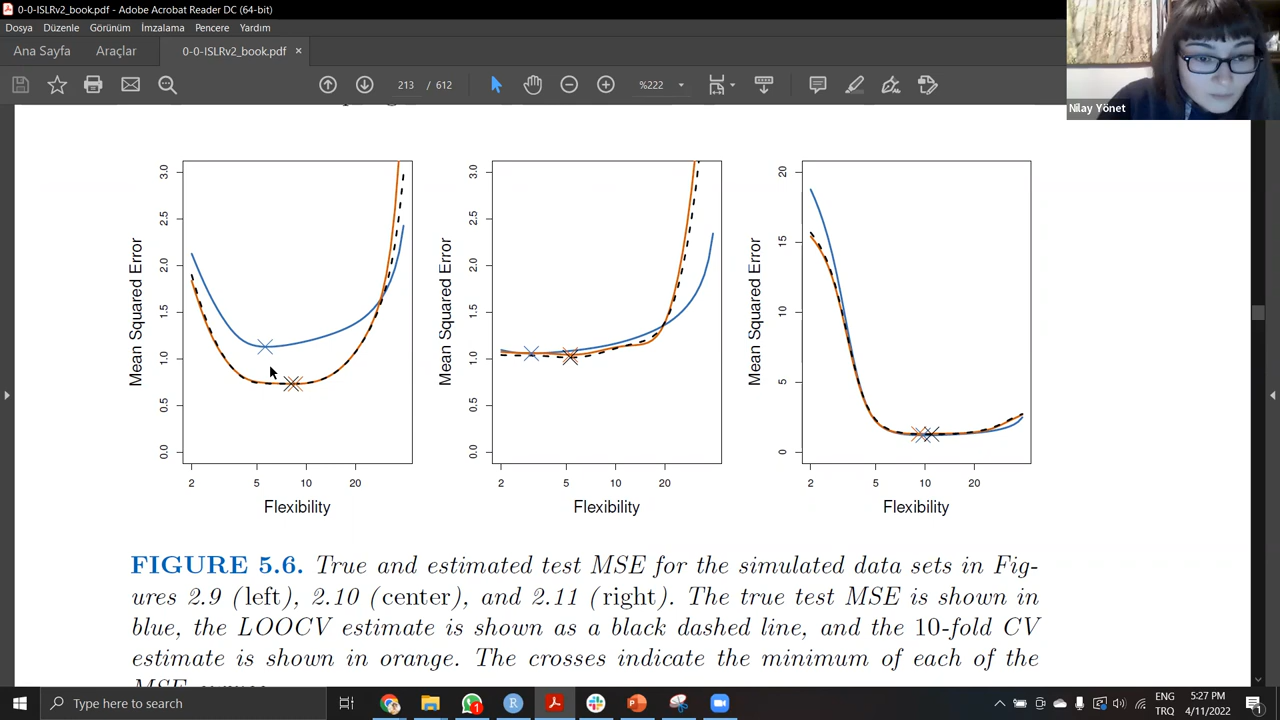 0-0-ISLRv2_book.pdf - Adobe Acrobat Reader DC (64-bit)
Dosya Düzenle Görünüm İmzalama Pencere Yardım
Ana Sayfa Araçlar 0-0-ISLRv2_book.pdf ×
213 / 612 %222
Nilay Yönet
3.0 2.5 2.0 1.5 1.0 0.5 0.0
Mean Squared Error
2 5 10 20
Flexibility
3.0 2.5 2.0 1.5 1.0 0.5 0.0
Mean Squared Error
2 5 10 20
Flexibility
20 15 10 5 0
Mean Squared Error
2 5 10 20
Flexibility
FIGURE 5.6. True and estimated test MSE for the simulated data sets in Fig-
ures 2.9 (left), 2.10 (center), and 2.11 (right). The true test MSE is shown in
blue, the LOOCV estimate is shown as a black dashed line, and the 10-fold CV
estimate is shown in orange. The crosses indicate the minimum of each of the
Type here to search
ENG
TRQ
5:27 PM
4/11/2022